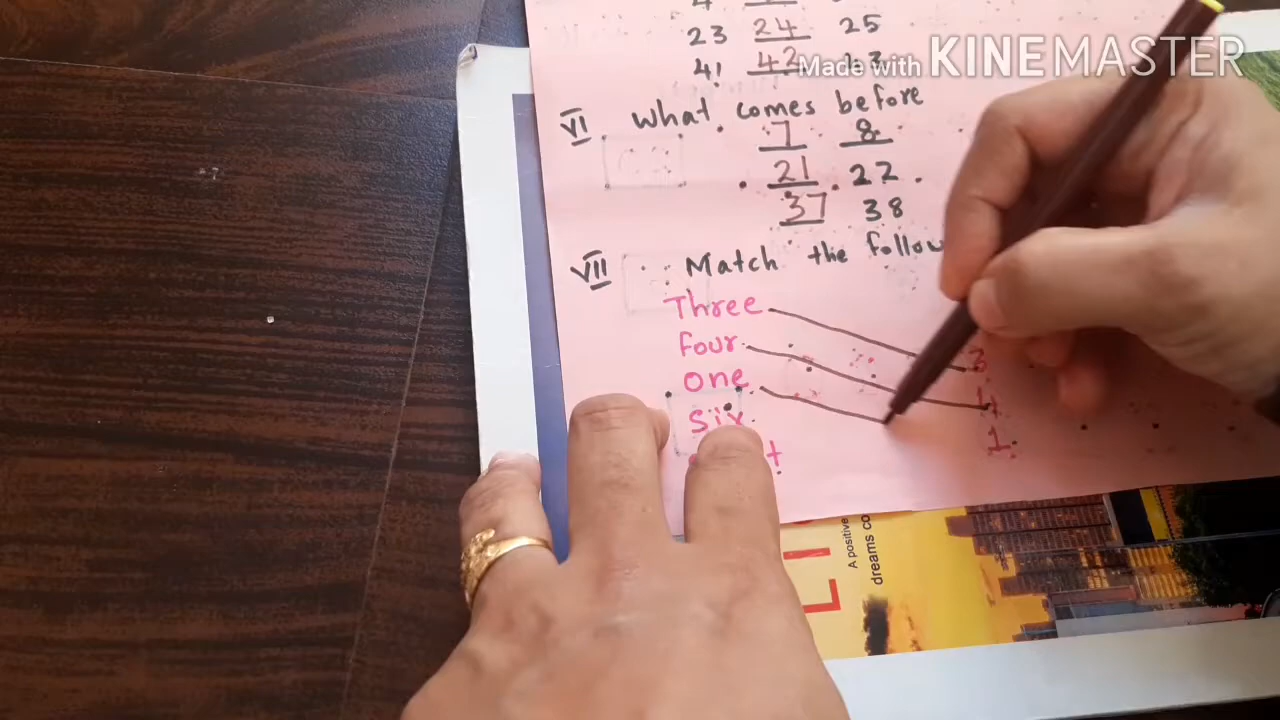 23 24 25
41 42 43
Made with KINEMASTER
VI What comes before
7 8
21 22
37 38
VII Match the follow
Three 3
four 4
one 1
Six
A positive
dreams co